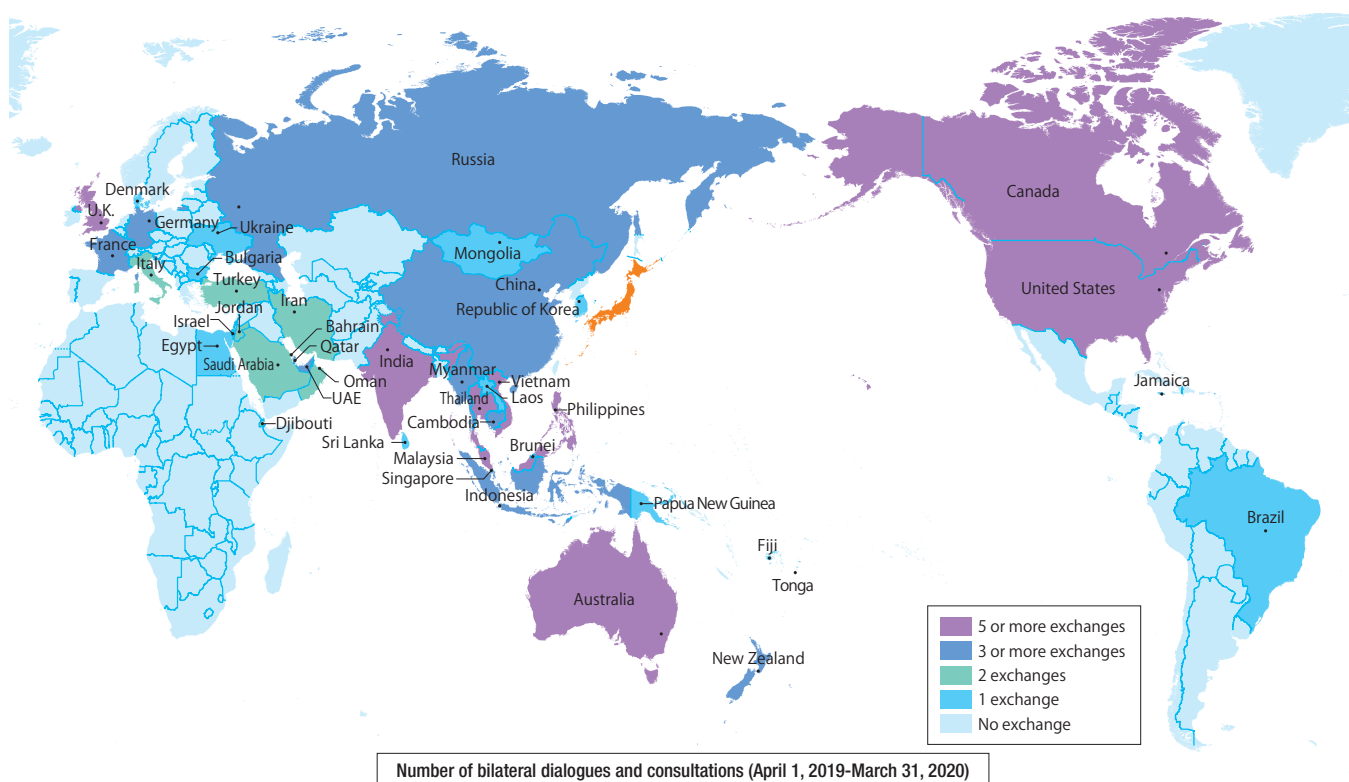 Russia
Canada
Denmark
U.K.
Germany
Ukraine
France
Mongolia
Italy
Bulgaria
China
United States
Turkey
Iran
Republic of Korea
Jordan
Israel
Bahrain
Egypt
Qatar
Saudi Arabia
India
Myanmar
Oman
Vietnam
Jamaica
UAE
Laos
Thailand
Philippines
Djibouti
Cambodia
Sri Lanka
Brunei
Malaysia
Singapore
Indonesia
Papua New Guinea
Brazil
Fiji
Tonga
Australia
New Zealand
5 or more exchanges
3 or more exchanges
2 exchanges
1 exchange
No exchange
Number of bilateral dialogues and consultations (April 1, 2019-March 31, 2020)